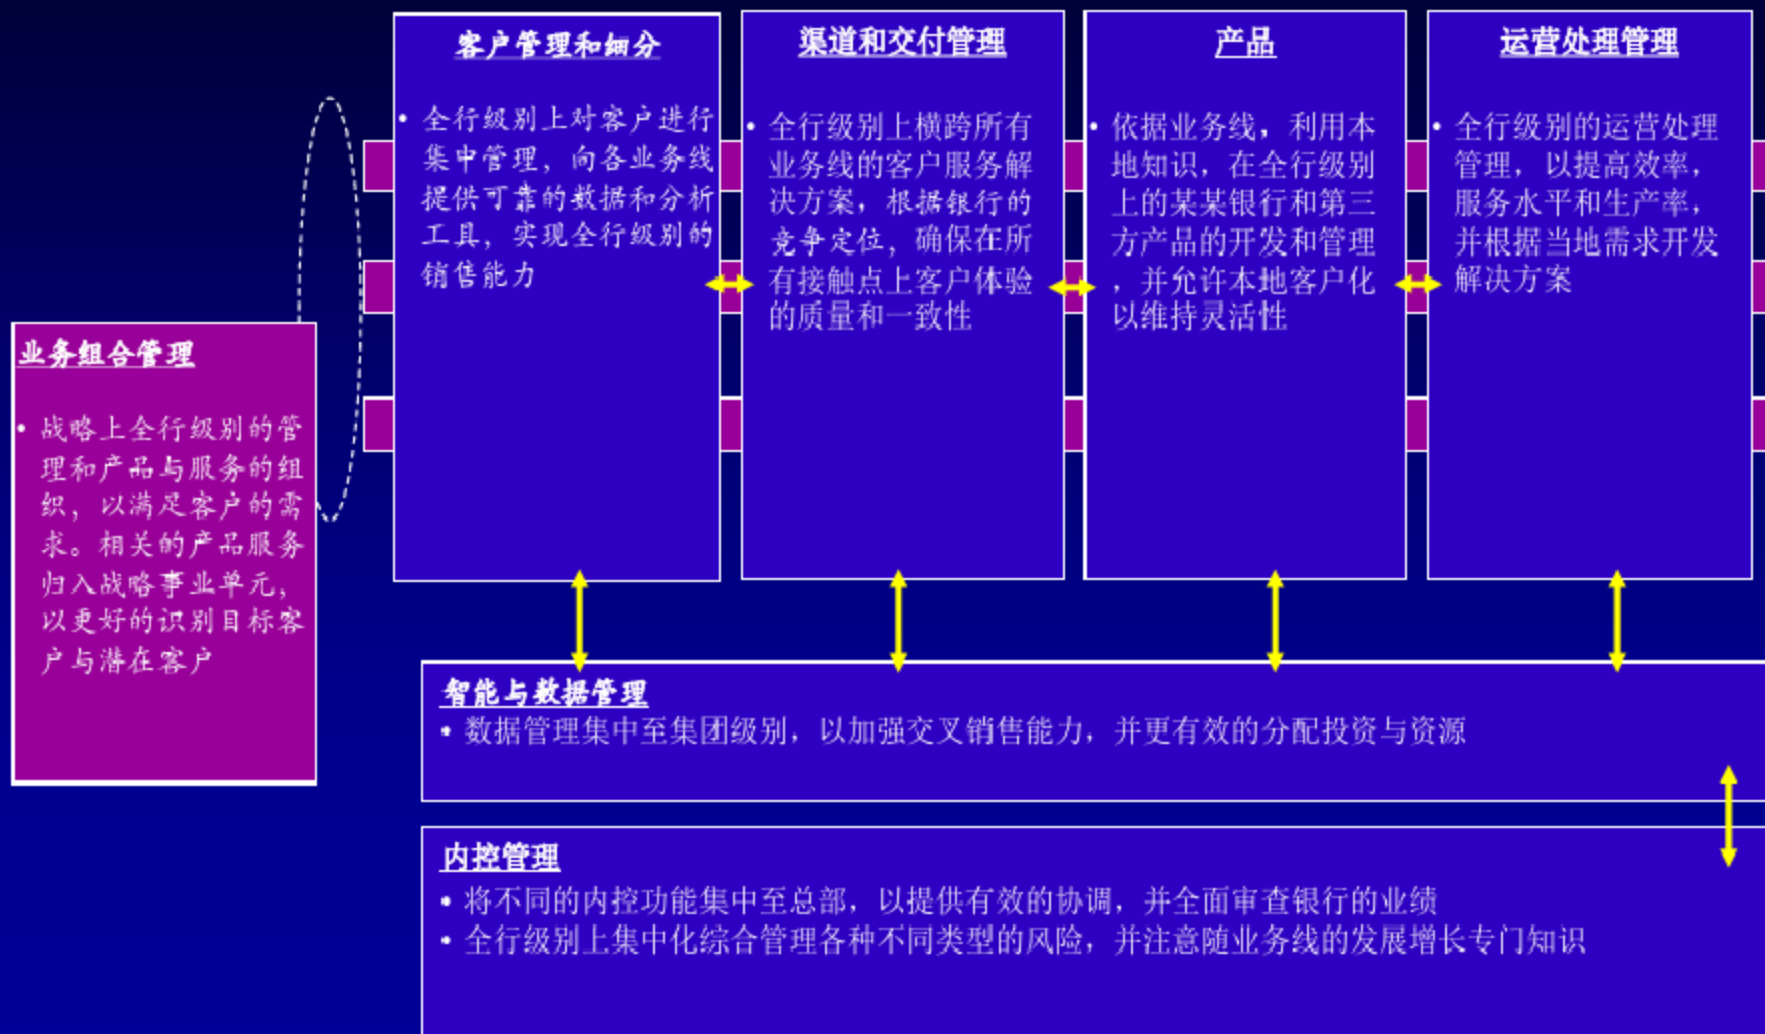 客户管理和细分
• 全行级别上对客户进行
集中管理，向各业务线
提供可靠的数据和分析
工具，实现全行级别的
销售能力
渠道和交付管理
• 全行级别上横跨所有
业务线的客户服务解
决方案，根据银行的
竞争定位，确保在所
有接触点上客户体验
的质量和一致性
产品
• 依据业务线，利用本
地知识，在全行级别
上的某某银行和第三
方产品的开发和管理
，并允许本地客户化
以维持灵活性
运营处理管理
• 全行级别的运营处理
管理，以提高效率，
服务水平和生产率，
并根据当地需求开发
解决方案
业务组合管理
• 战略上全行级别的管
理和产品与服务的组
织，以满足客户的需
求。相关的产品服务
归入战略事业单元，
以更好的识别目标客
户与潜在客户
智能与数据管理
• 数据管理集中至集团级别，以加强交叉销售能力，并更有效的分配投资与资源
内控管理
• 将不同的内控功能集中至总部，以提供有效的协调，并全面审查银行的业绩
• 全行级别上集中化综合管理各种不同类型的风险，并注意随业务线的发展增长专门知识